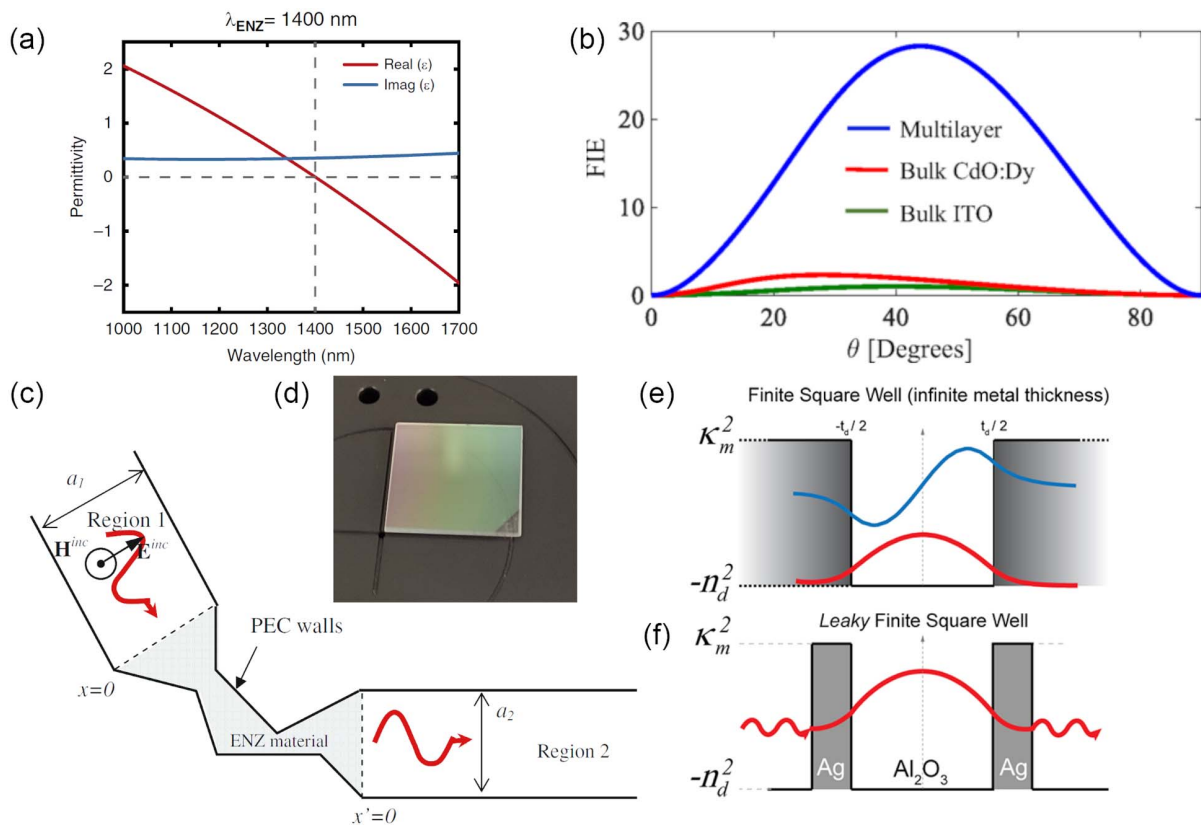 (a)
λENZ= 1400 nm
Real (ε)
Imag (ε)
Permittivity
2
1
0
−1
−2
1000 1100 1200 1300 1400 1500 1600 1700
Wavelength (nm)
(b)
FIE
30
20
10
0
Multilayer
Bulk CdO:Dy
Bulk ITO
0 20 40 60 80
θ [Degrees]
(c)
a1
Region 1
Hinc
Einc
PEC walls
x=0
ENZ material
a2
Region 2
x'=0
(d)
(e)
Finite Square Well (infinite metal thickness)
κm2
-td/2
td/2
-nd2
(f)
Leaky Finite Square Well
κm2
Ag
Al2O3
Ag
-nd2